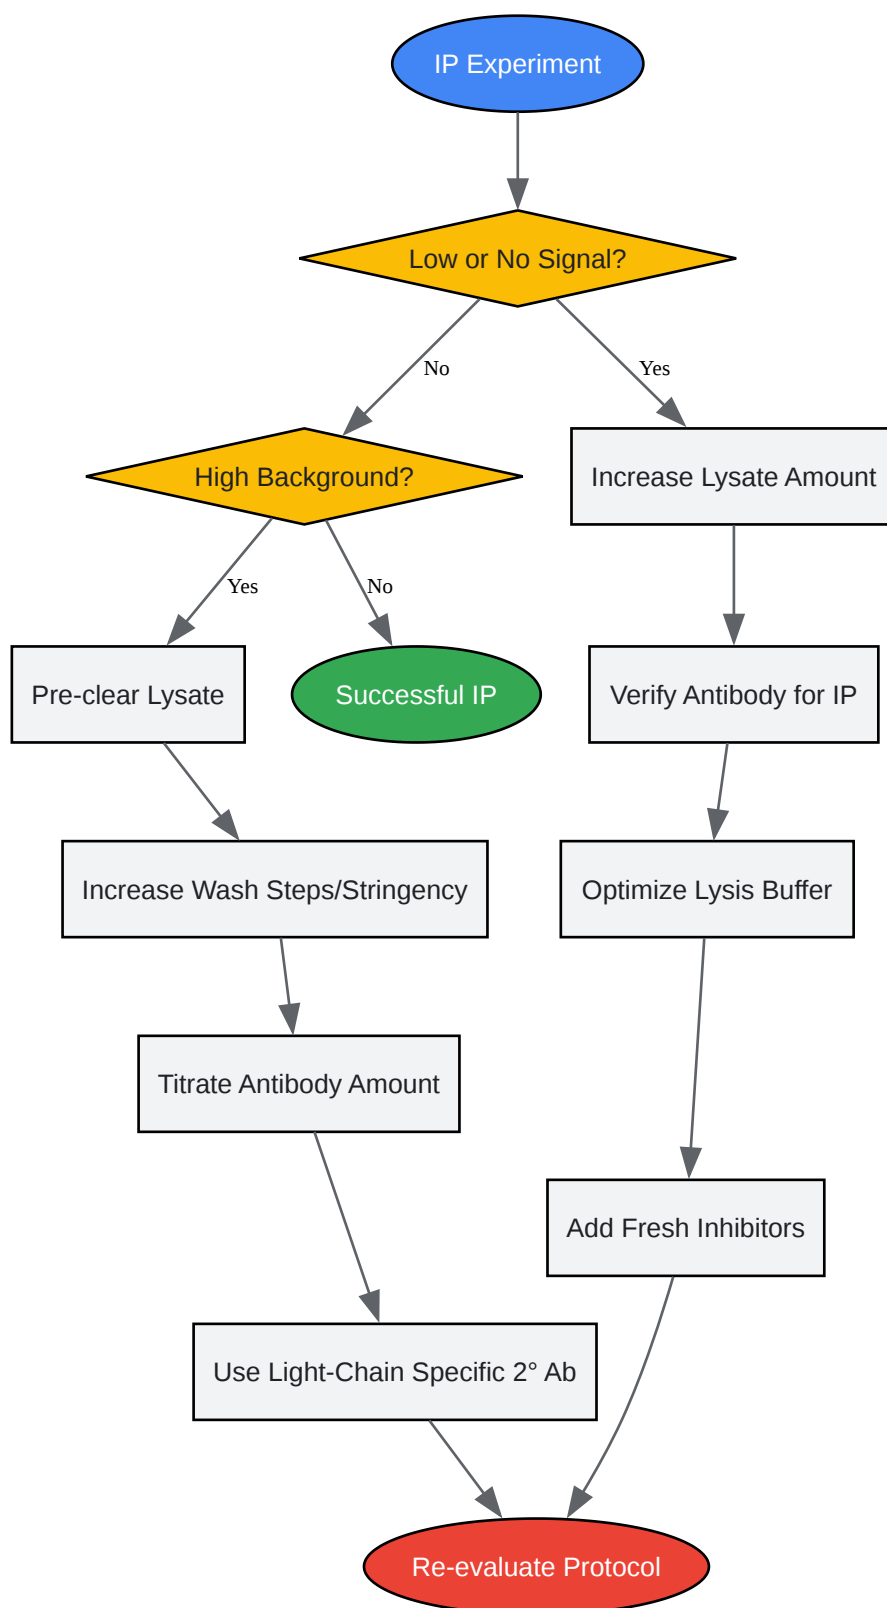 IP Experiment
Low or No Signal?
No
Yes
High Background?
Increase Lysate Amount
Yes
No
Pre-clear Lysate
Successful IP
Verify Antibody for IP
Increase Wash Steps/Stringency
Optimize Lysis Buffer
Titrate Antibody Amount
Add Fresh Inhibitors
Use Light-Chain Specific 2° Ab
Re-evaluate Protocol